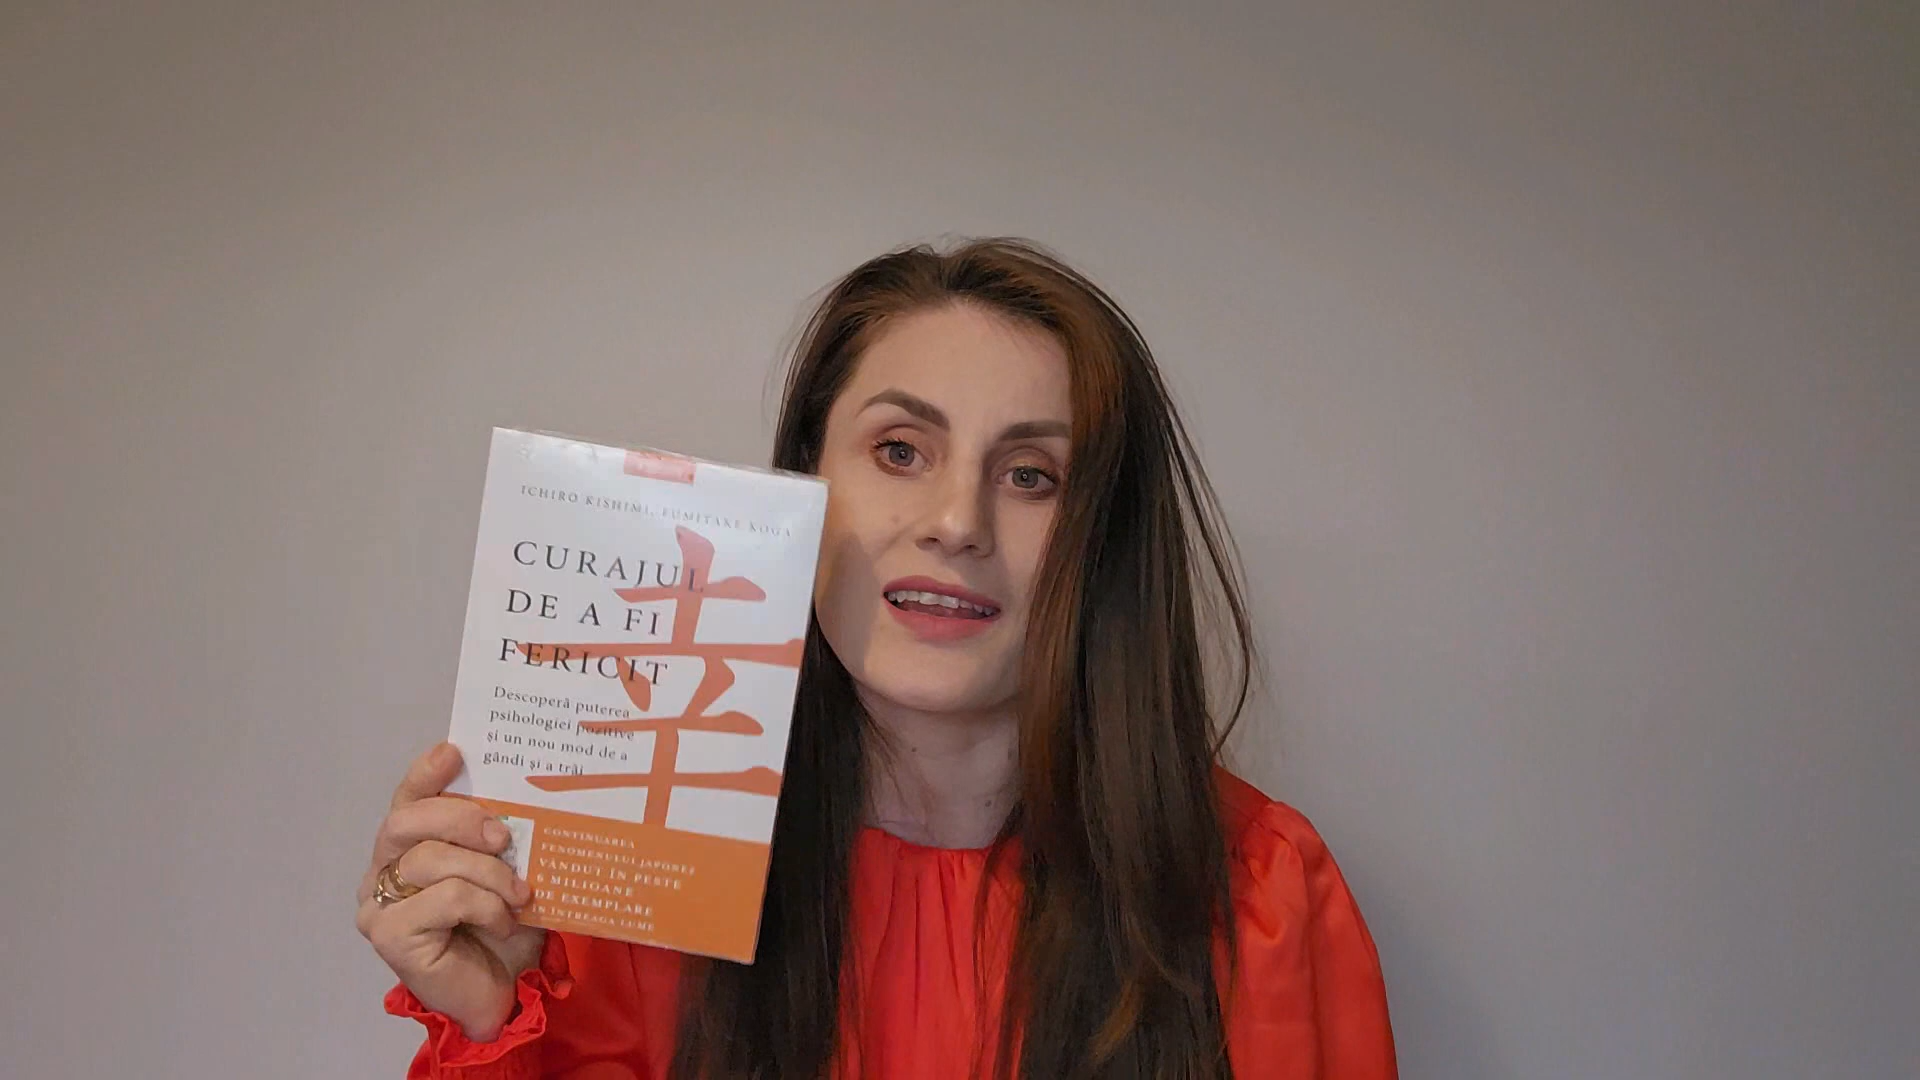 ICHIRO KISHIMI, FUMITAKE KOGA
CURAJUL
DE A FI
FERICIT
幸
Descoperă puterea
psihologiei pozitive
și un nou mod de a
gândi și a trăi
CONTINUAREA
FENOMENULUI JAPONEZ
VÂNDUT ÎN PESTE
6 MILIOANE
DE EXEMPLARE
ÎN ÎNTREAGA LUME